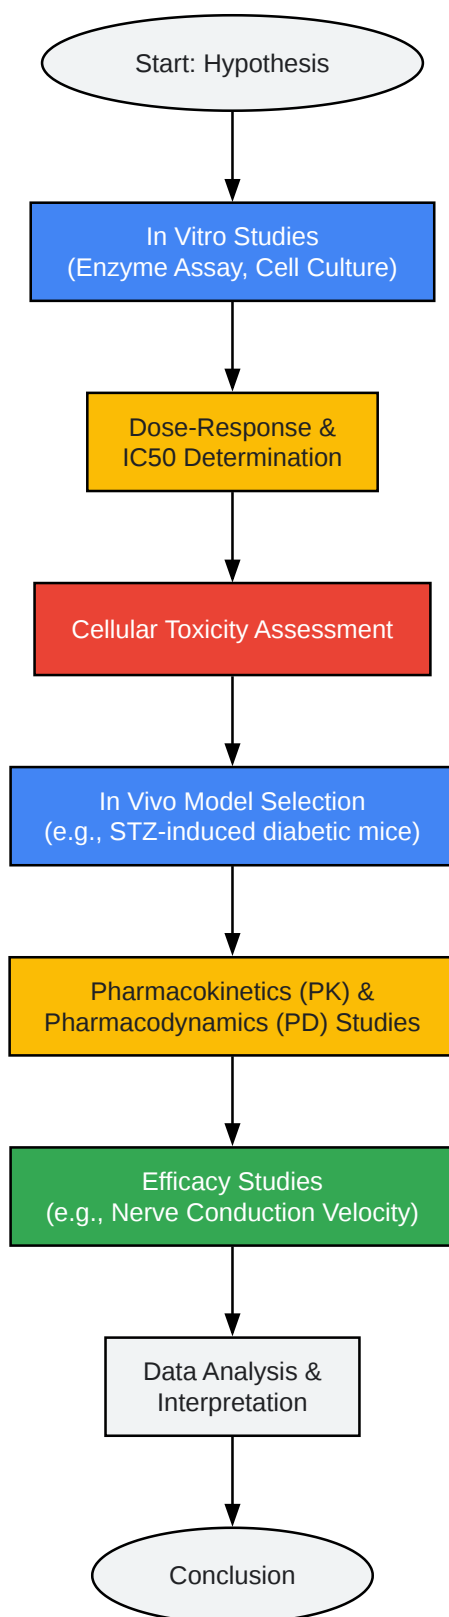 Start: Hypothesis
In Vitro Studies
(Enzyme Assay, Cell Culture)
Dose-Response &
IC50 Determination
Cellular Toxicity Assessment
In Vivo Model Selection
(e.g., STZ-induced diabetic mice)
Pharmacokinetics (PK) &
Pharmacodynamics (PD) Studies
Efficacy Studies
(e.g., Nerve Conduction Velocity)
Data Analysis &
Interpretation
Conclusion